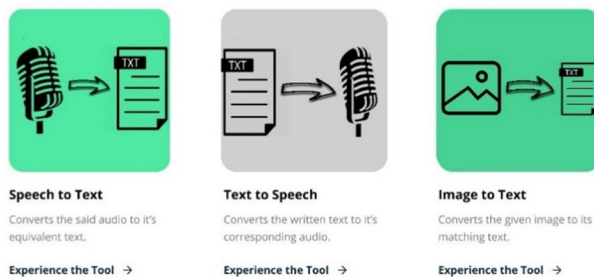 TXT
TXT
TXT
Speech to Text
Converts the said audio to it's
equivalent text.
Experience the Tool →
Text to Speech
Converts the written text to it's
corresponding audio.
Experience the Tool →
Image to Text
Converts the given image to its
matching text.
Experience the Tool →